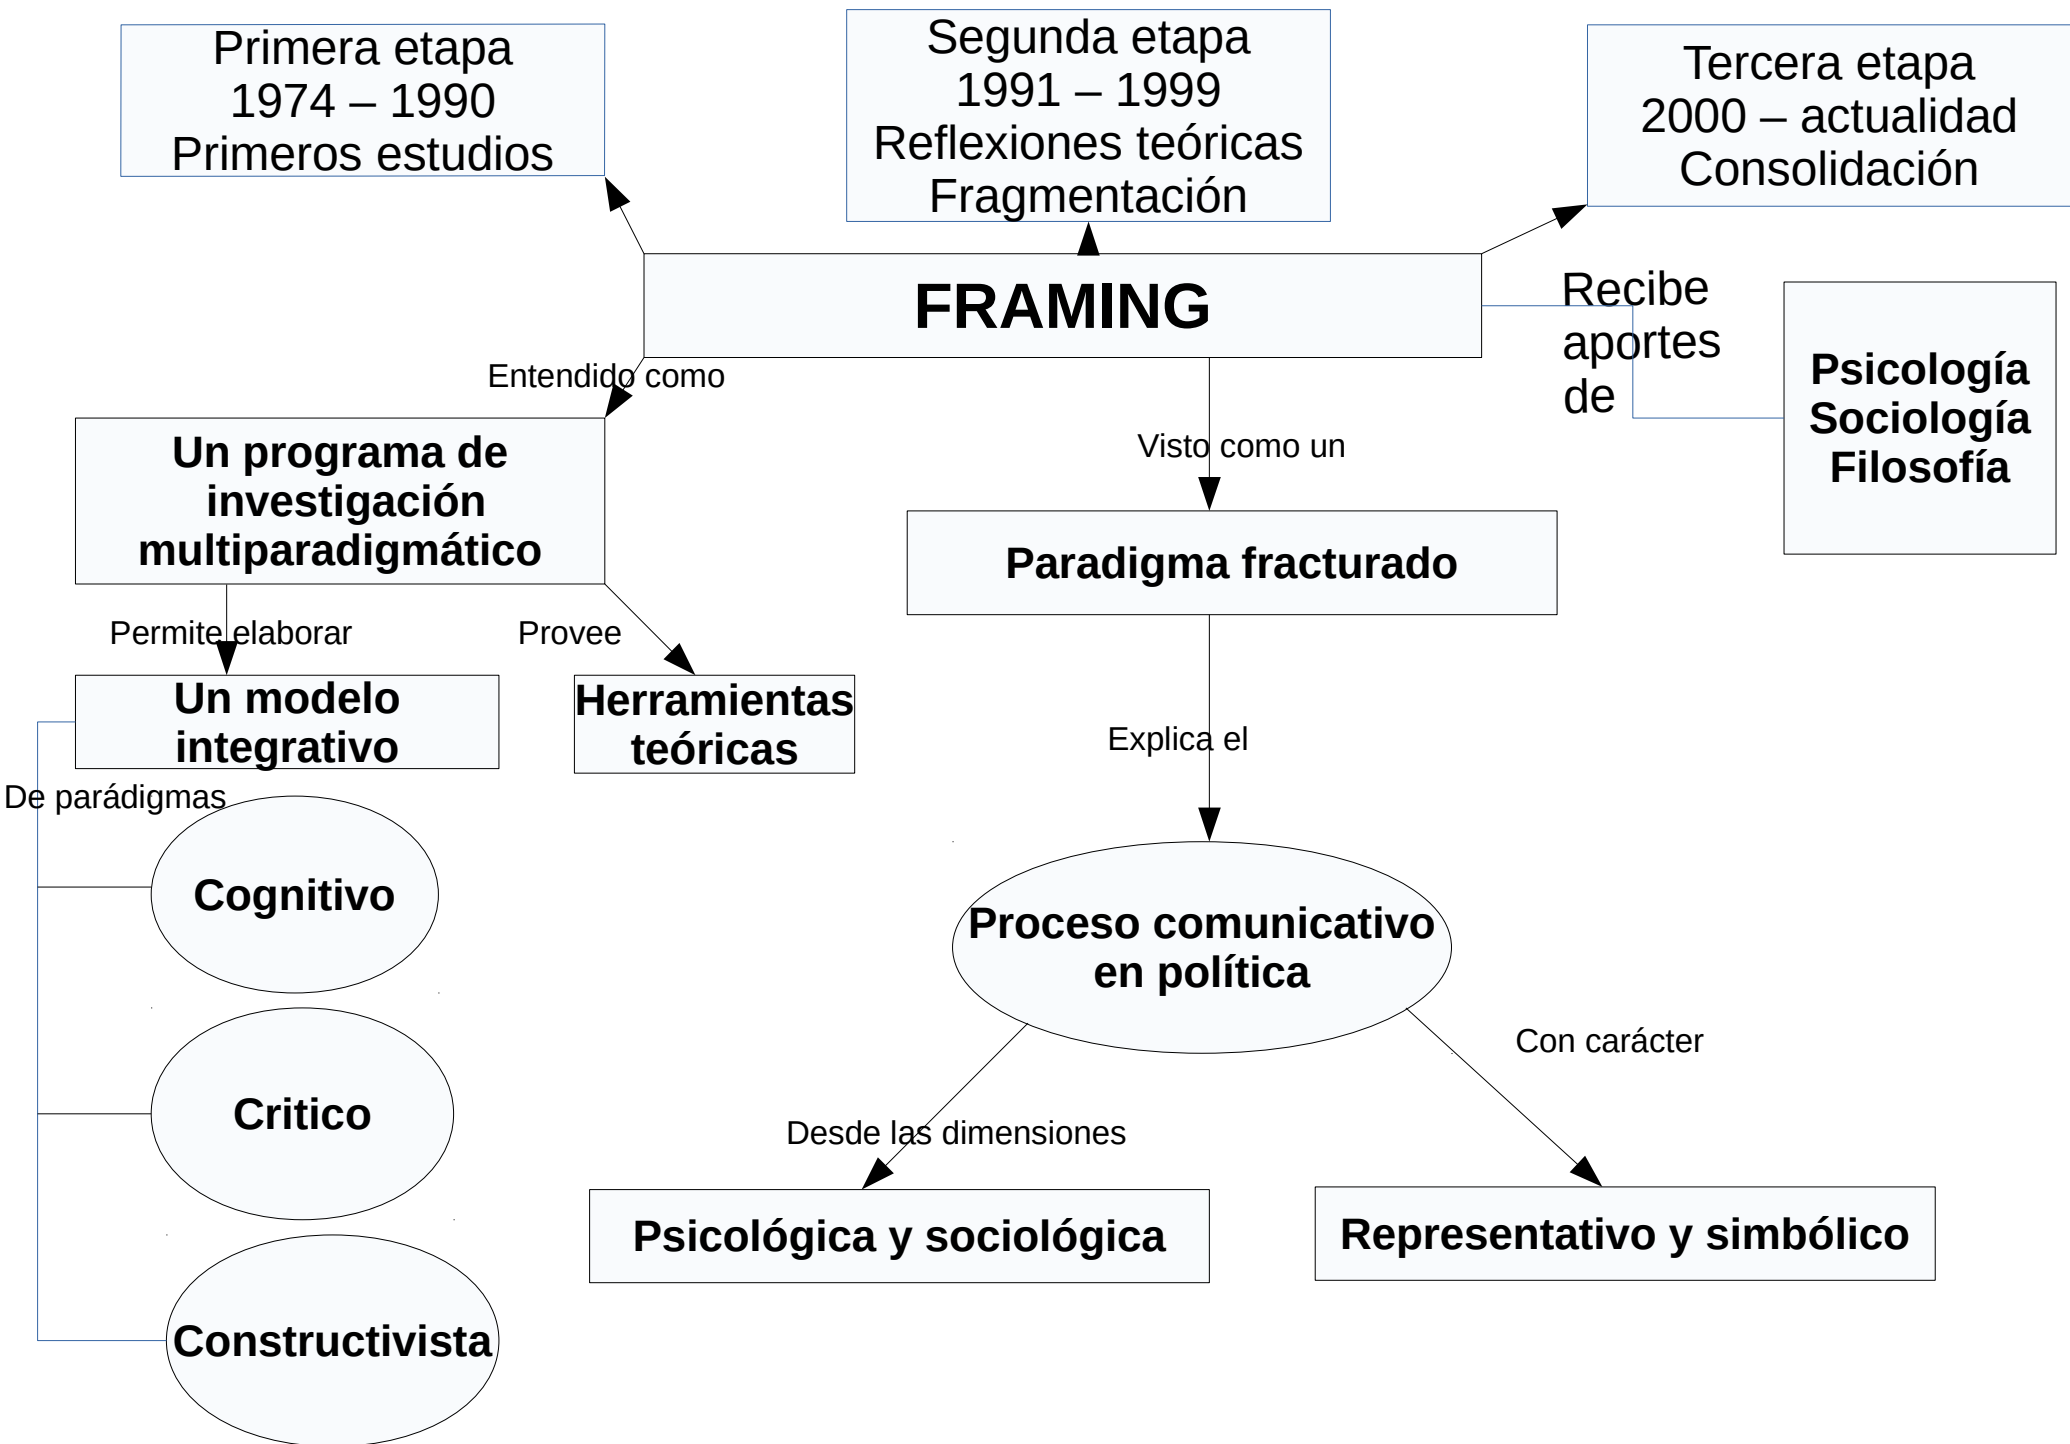 Primera etapa
1974 – 1990
Primeros estudios
Segunda etapa
1991 – 1999
Reflexiones teóricas
Fragmentación
Tercera etapa
2000 – actualidad
Consolidación
FRAMING
Recibe
aportes
de
Psicología
Sociología
Filosofía
Entendido como
Un programa de
investigación
multiparadigmático
Visto como un
Paradigma fracturado
Permite elaborar
Provee
Un modelo
integrativo
Herramientas
teóricas
Explica el
De parádigmas
Cognitivo
Critico
Constructivista
Proceso comunicativo
en política
Con carácter
Desde las dimensiones
Psicológica y sociológica
Representativo y simbólico